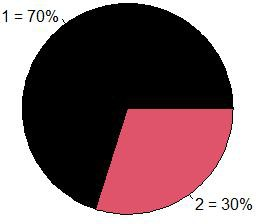 1 = 70%
2 = 30%